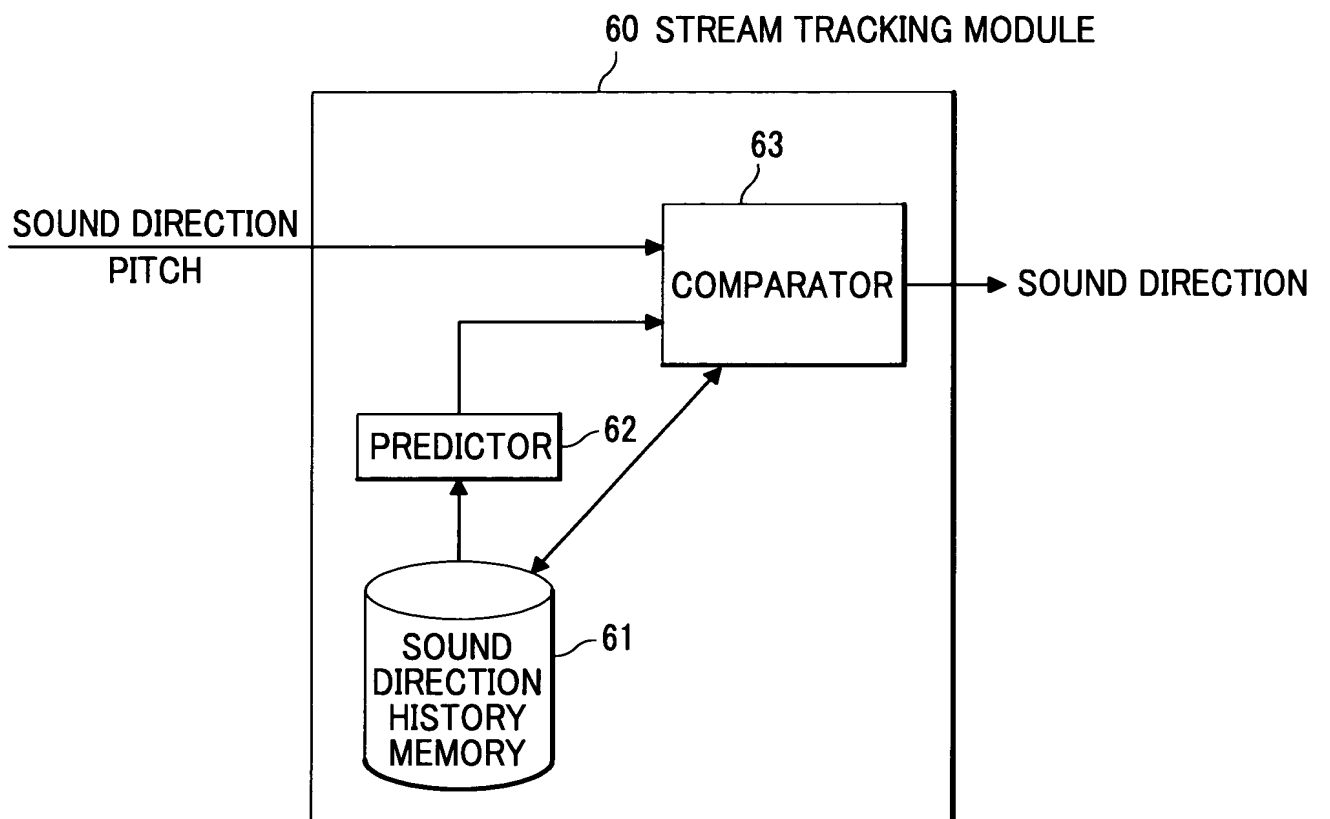 60 STREAM TRACKING MODULE
63
SOUND DIRECTION
PITCH
COMPARATOR
SOUND DIRECTION
PREDICTOR
62
61
SOUND
DIRECTION
HISTORY
MEMORY